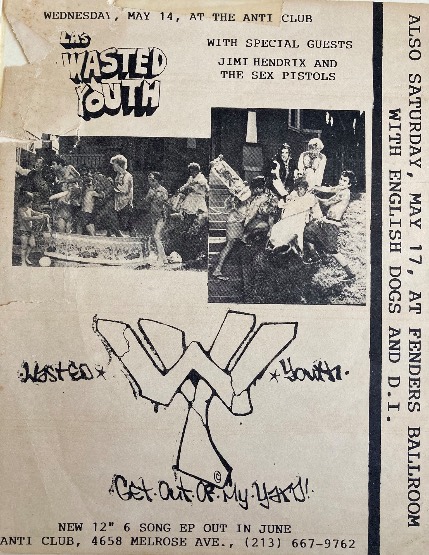 WEDNESDAY, MAY 14, AT THE ANTI CLUB
LAS
WASTED
YOUTH
WITH SPECIAL GUESTS
JIMI HENDRIX AND
THE SEX PISTOLS
ALSO SATURDAY, MAY 17, AT FENDERS BALLROOM
WITH ENGLISH DOGS AND D.I.
WASTED
YOUTH
©
GET OUT OF MY YARD!
NEW 12" 6 SONG EP OUT IN JUNE
ANTI CLUB, 4658 MELROSE AVE., (213) 667-9762